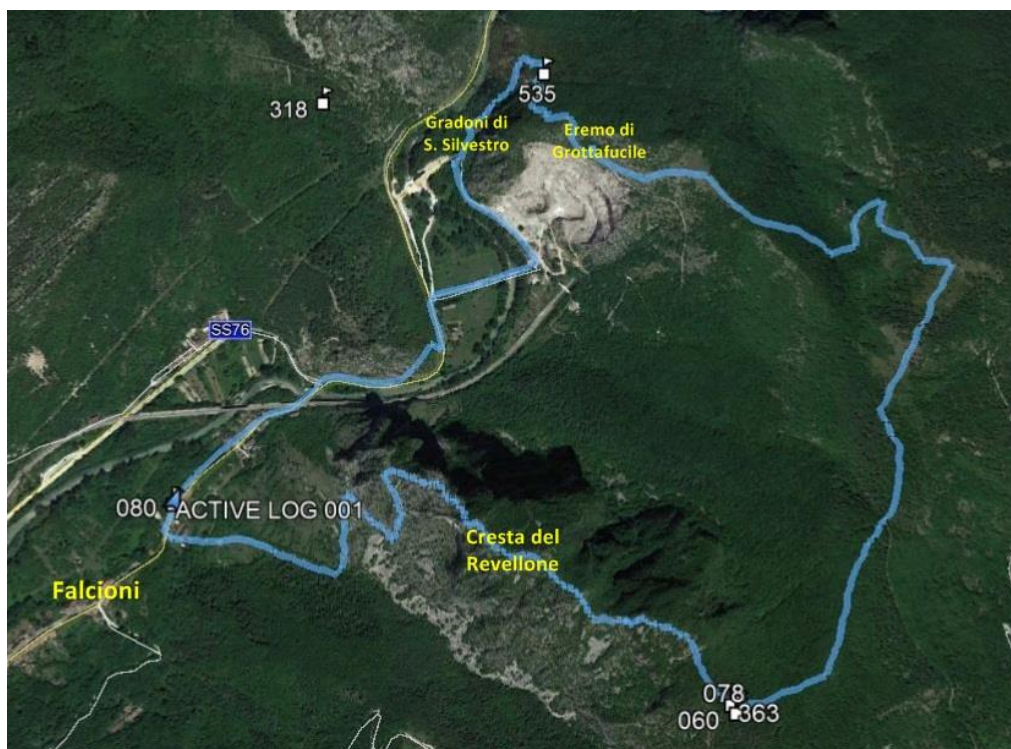 535
318
Gradoni di
S. Silvestro
Eremo di
Grottafucile
SS76
080
ACTIVE LOG 001
Cresta del
Revellone
Falcioni
078
060
363